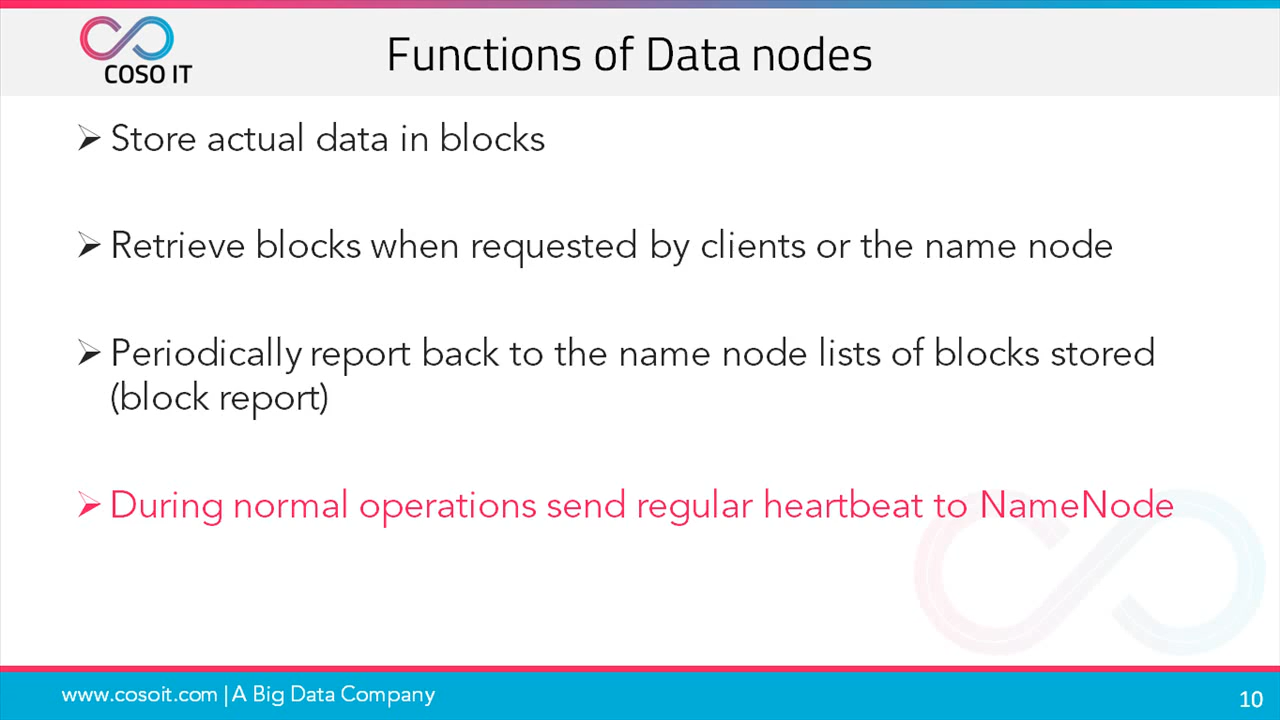 COSO IT
Functions of Data nodes
➢ Store actual data in blocks
➢ Retrieve blocks when requested by clients or the name node
➢ Periodically report back to the name node lists of blocks stored
(block report)
➢ During normal operations send regular heartbeat to NameNode
www.cosoit.com | A Big Data Company
10